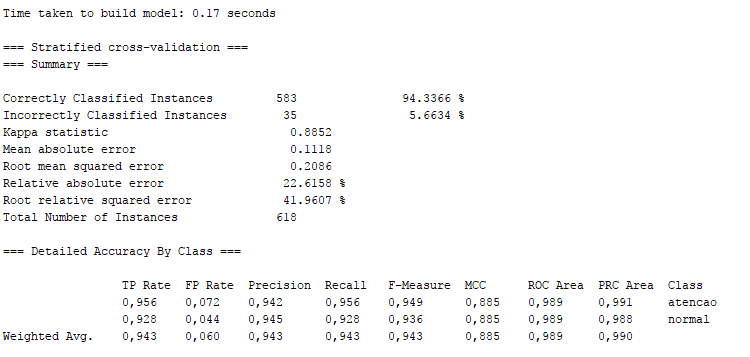 Time taken to build model: 0.17 seconds
=== Stratified cross-validation ===
=== Summary ===
Correctly Classified Instances 583 94.3366 %
Incorrectly Classified Instances 35 5.6634 %
Kappa statistic 0.8852
Mean absolute error 0.1118
Root mean squared error 0.2086
Relative absolute error 22.6158 %
Root relative squared error 41.9607 %
Total Number of Instances 618
=== Detailed Accuracy By Class ===
TP Rate FP Rate Precision Recall F-Measure MCC ROC Area PRC Area Class
0,956 0,072 0,942 0,956 0,949 0,885 0,989 0,991 atencao
0,928 0,044 0,945 0,928 0,936 0,885 0,989 0,988 normal
Weighted Avg. 0,943 0,060 0,943 0,943 0,943 0,885 0,989 0,990